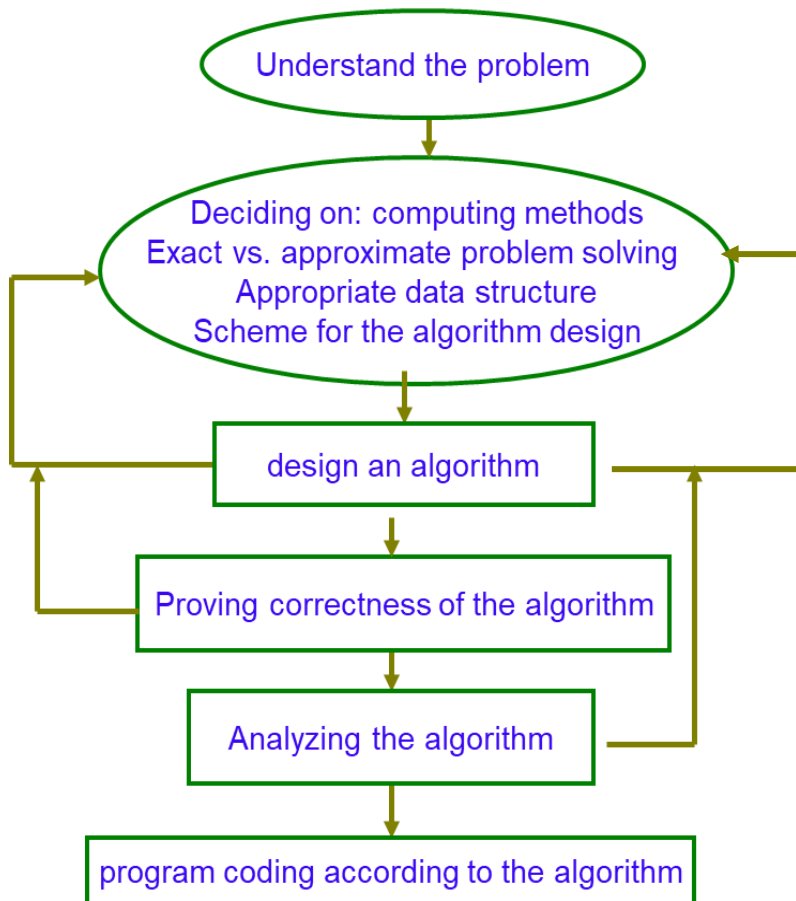 Understand the problem
Deciding on: computing methods
Exact vs. approximate problem solving
Appropriate data structure
Scheme for the algorithm design
design an algorithm
Proving correctness of the algorithm
Analyzing the algorithm
program coding according to the algorithm